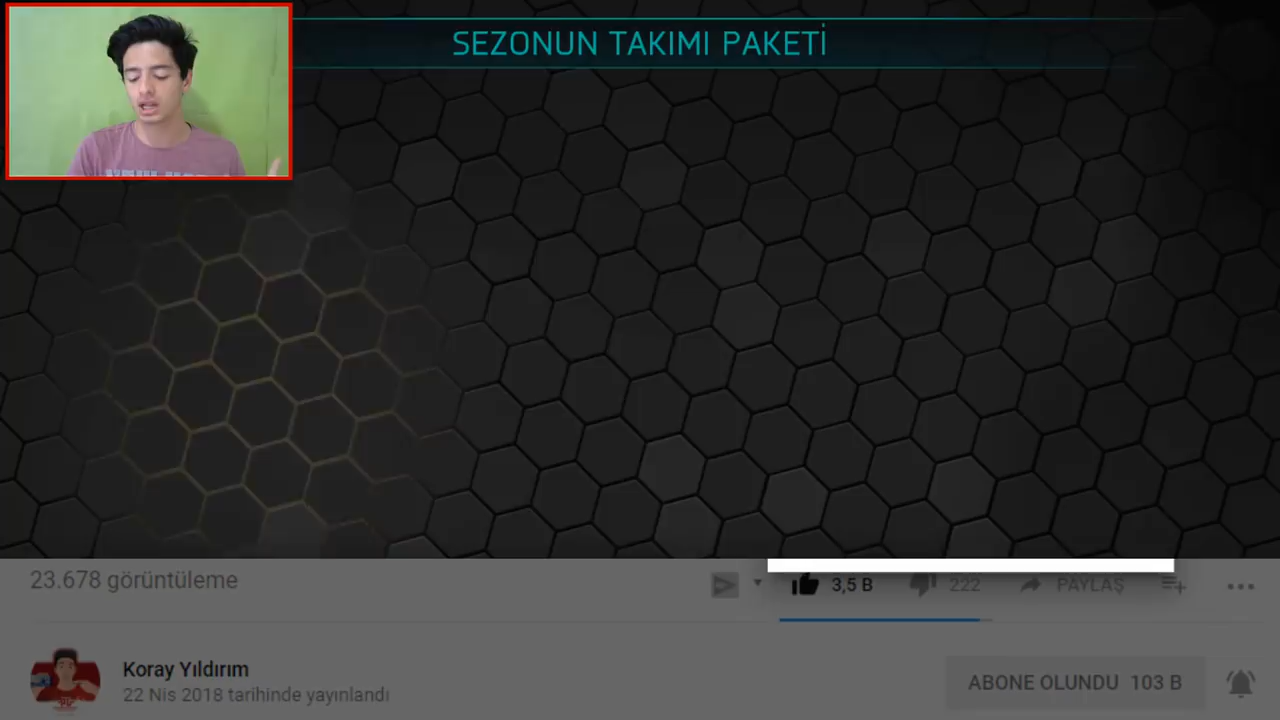 SEZONUN TAKIMI PAKETİ
23.678 görüntüleme
3,5 B
222
PAYLAŞ
Koray Yıldırım
22 Nis 2018 tarihinde yayınlandı
ABONE OLUNDU 103 B